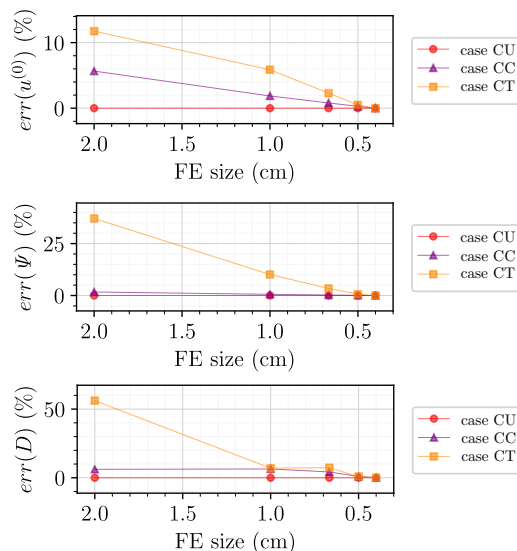 err(u⁽⁰⁾) (%)
10
0
2.0 1.5 1.0 0.5
FE size (cm)
case CU
case CC
case CT
err(Ψ) (%)
25
0
2.0 1.5 1.0 0.5
FE size (cm)
case CU
case CC
case CT
err(D) (%)
50
0
2.0 1.5 1.0 0.5
FE size (cm)
case CU
case CC
case CT